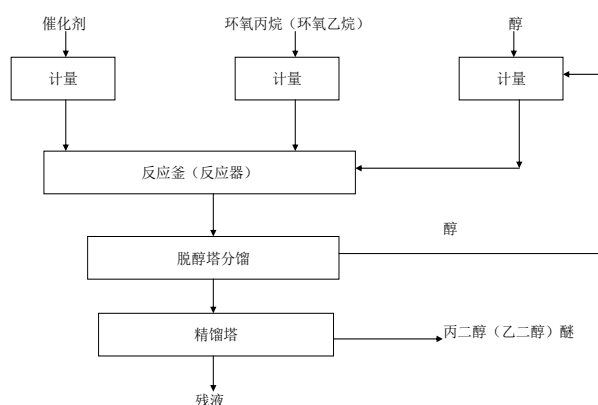 催化剂
环氧丙烷（环氧乙烷）
醇
计量
计量
计量
反应釜（反应器）
醇
脱醇塔分馏
精馏塔
丙二醇（乙二醇）醚
残液